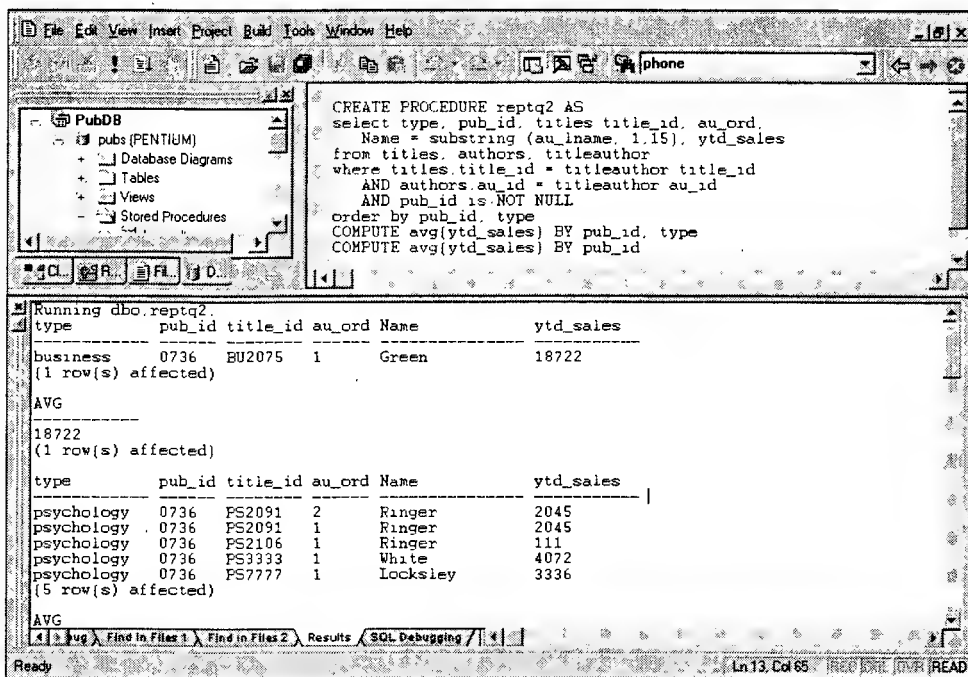 File Edit View Insert Project Build Tools Window Help
phone
PubDB
pubs (PENTIUM)
Database Diagrams
Tables
Views
Stored Procedures
CREATE PROCEDURE reptq2 AS
select type, pub_id, titles title_id, au_ord,
Name = substring (au_lname, 1,15), ytd_sales
from titles, authors, titleauthor
where titles.title_id = titleauthor title_id
AND authors.au_id = titleauthor au_id
AND pub_id is NOT NULL
order by pub_id, type
COMPUTE avg(ytd_sales) BY pub_id, type
COMPUTE avg(ytd_sales) BY pub_id
Cl... R... Fil... D...
Running dbo.reptq2.
type pub_id title_id au_ord Name ytd_sales
------------- ------ -------- ------ --------------- -----------
business 0736 BU2075 1 Green 18722
(1 row(s) affected)
AVG
------------
18722
(1 row(s) affected)
type pub_id title_id au_ord Name ytd_sales
------------- ------ -------- ------ --------------- -----------
psychology 0736 PS2091 2 Ringer 2045
psychology 0736 PS2091 1 Ringer 2045
psychology 0736 PS2106 1 Ringer 111
psychology 0736 PS3333 1 White 4072
psychology 0736 PS7777 1 Locksley 3336
(5 row(s) affected)
AVG
bug Find in Files 1 Find in Files 2 Results SQL Debugging
Ready Ln 13, Col 65 REC COL OVR READ